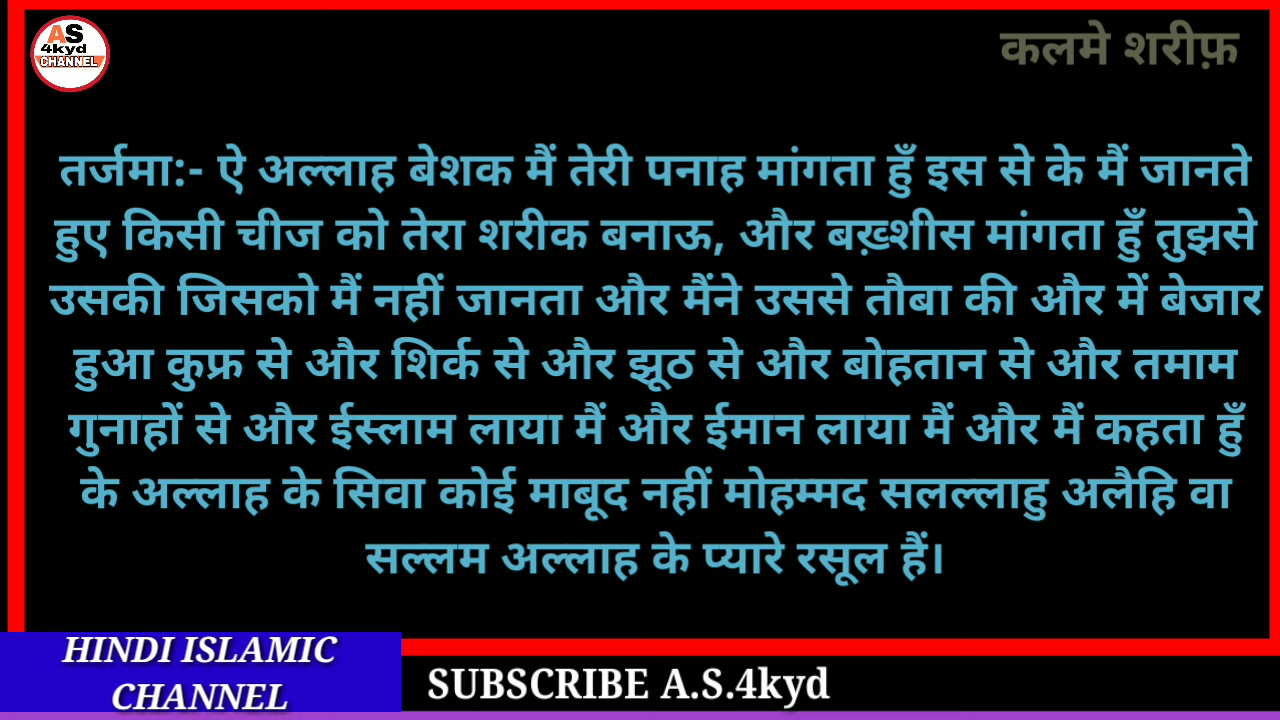 AS
4kyd
CHANNEL
कलमे शरीफ़
तर्जमा:- ऐ अल्लाह बेशक मैं तेरी पनाह मांगता हुँ इस से के मैं जानते
हुए किसी चीज को तेरा शरीक बनाऊ, और बख़्शीस मांगता हुँ तुझसे
उसकी जिसको मैं नहीं जानता और मैंने उससे तौबा की और में बेजार
हुआ कुफ्र से और शिर्क से और झूठ से और बोहतान से और तमाम
गुनाहों से और ईस्लाम लाया मैं और ईमान लाया मैं और मैं कहता हुँ
के अल्लाह के सिवा कोई माबूद नहीं मोहम्मद सलल्लाहु अलैहि वा
सल्लम अल्लाह के प्यारे रसूल हैं।
HINDI ISLAMIC
CHANNEL
SUBSCRIBE A.S.4kyd